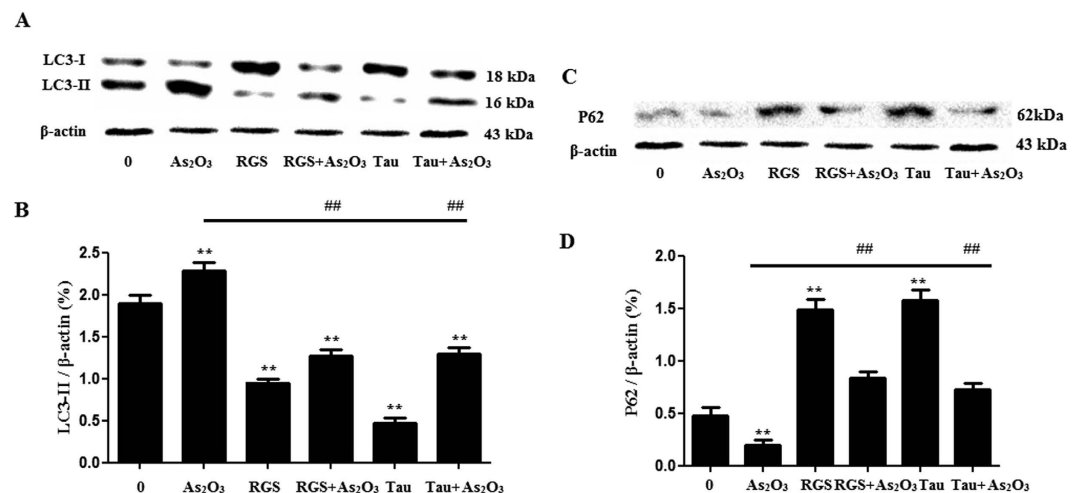 A
LC3-I
18 kDa
LC3-II
16 kDa
β-actin
43 kDa
0 As₂O₃ RGS RGS+As₂O₃ Tau Tau+As₂O₃
B
## ##
LC3-II / β-actin (%)
2.5
2.0
1.5
1.0
0.5
0.0
** ** ** ** **
0 As₂O₃ RGS RGS+As₂O₃ Tau Tau+As₂O₃
C
P62
62kDa
β-actin
43 kDa
0 As₂O₃ RGS RGS+As₂O₃ Tau Tau+As₂O₃
D
## ##
P62 / β-actin (%)
2.0
1.5
1.0
0.5
0.0
** ** **
0 As₂O₃ RGS RGS+As₂O₃ Tau Tau+As₂O₃